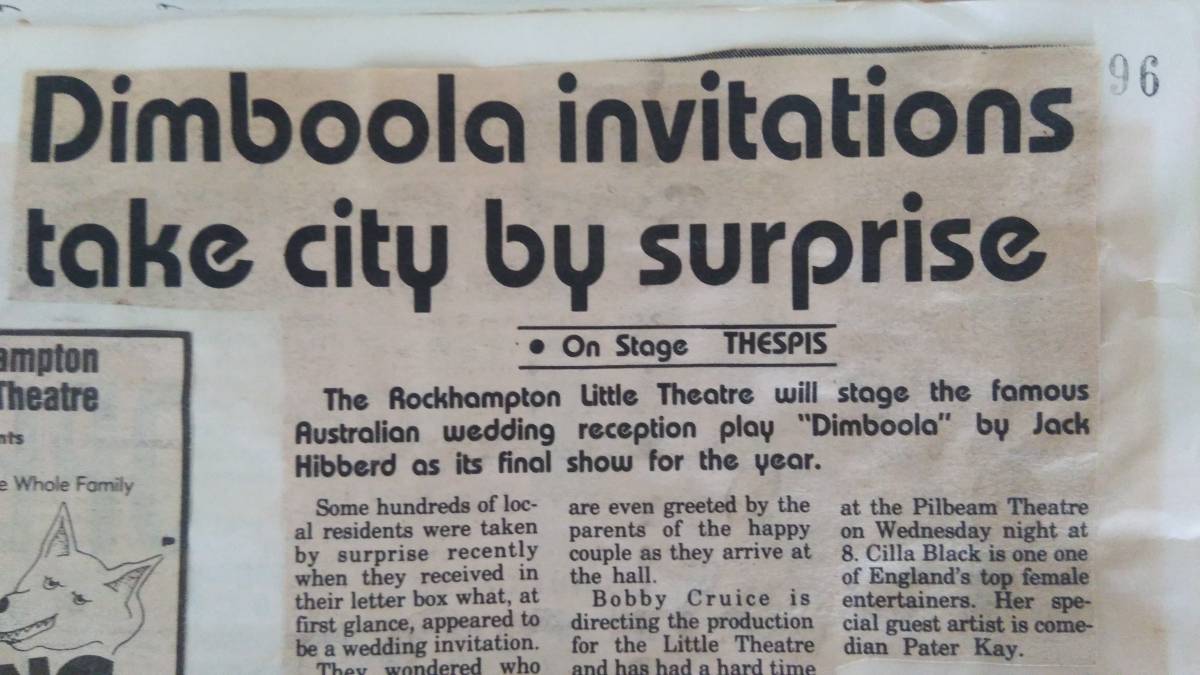 96
Dimboola invitations
take city by surprise
• On Stage THESPIS
The Rockhampton Little Theatre will stage the famous
Australian wedding reception play "Dimboola" by Jack
Hibberd as its final show for the year.
Some hundreds of loc-
al residents were taken
by surprise recently
when they received in
their letter box what, at
first glance, appeared to
be a wedding invitation.
They wondered who
are even greeted by the
parents of the happy
couple as they arrive at
the hall.
Bobby Cruice is
directing the production
for the Little Theatre
and has had a hard time
at the Pilbeam Theatre
on Wednesday night at
8. Cilla Black is one one
of England's top female
entertainers. Her spe-
cial guest artist is come-
dian Pater Kay.
ampton
Theatre
nts
e Whole Family